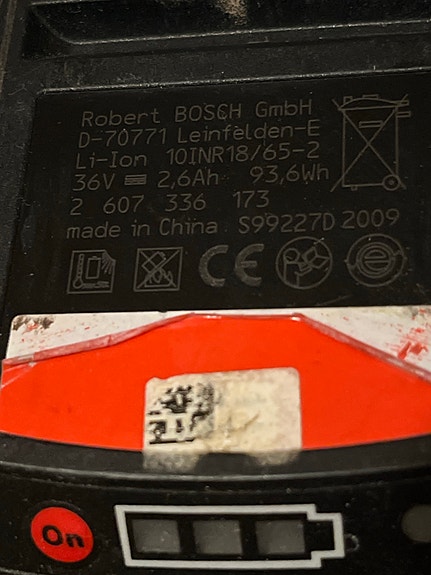 Robert BOSCH GmbH
D-70771 Leinfelden-E
Li-Ion 10INR18/65-2
36V ⎓ 2,6Ah 93,6Wh
2 607 336 173
made in China S99227D 2009
CE
On